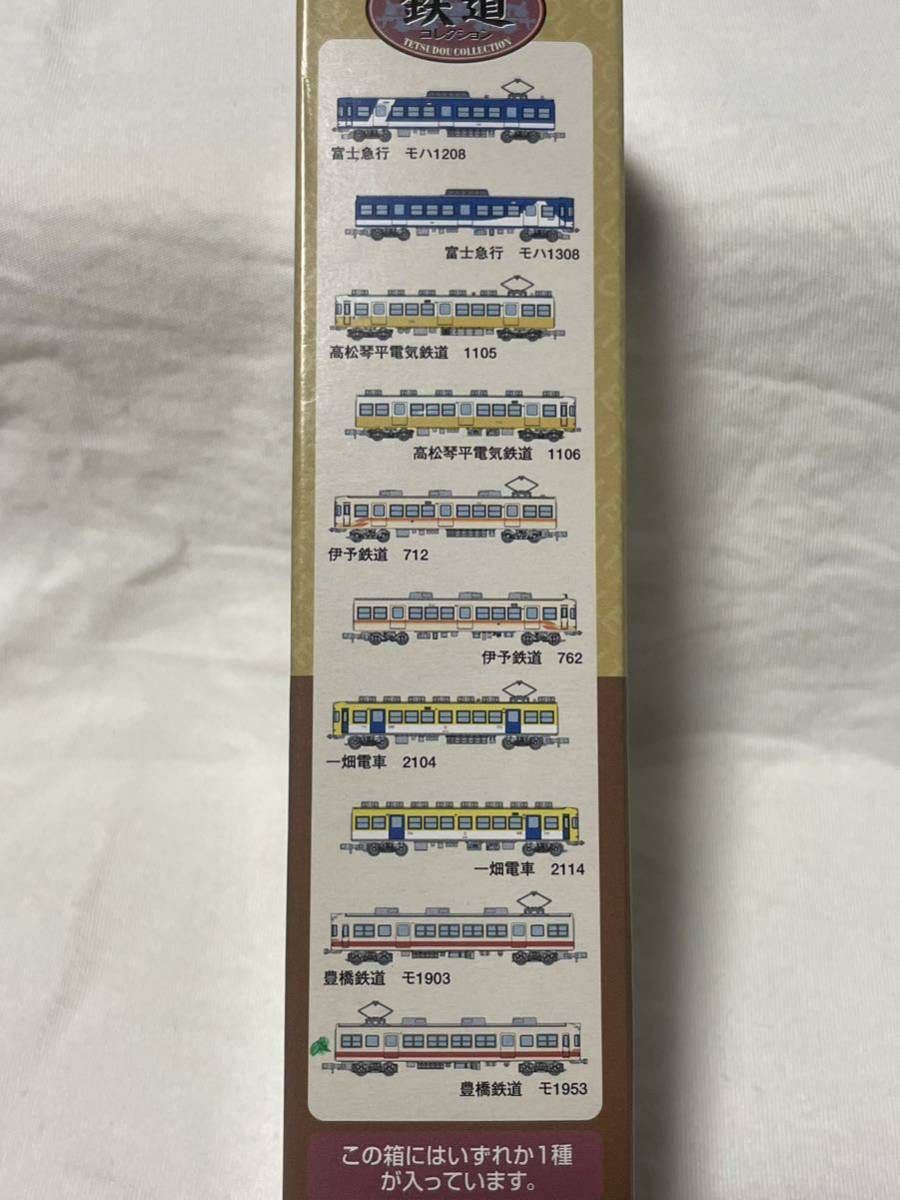 鉄道
コレクション
TETSUDOU COLLECTION
富士急行 モハ1208
富士急行 モハ1308
高松琴平電気鉄道 1105
高松琴平電気鉄道 1106
伊予鉄道 712
伊予鉄道 762
一畑電車 2104
一畑電車 2114
豊橋鉄道 モ1903
豊橋鉄道 モ1953
この箱にはいずれか1種
が入っています。